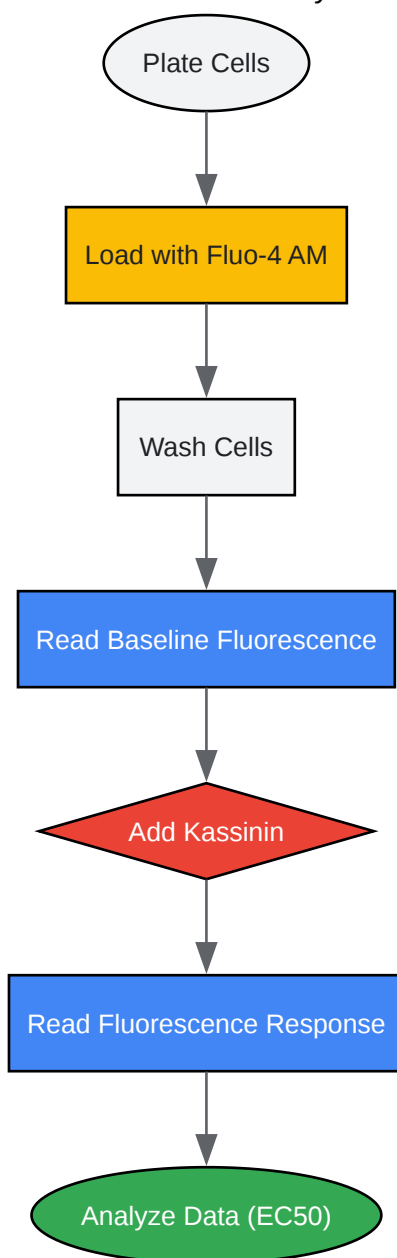 Plate Cells
Load with Fluo-4 AM
Wash Cells
Read Baseline Fluorescence
Add Kassinin
Read Fluorescence Response
Analyze Data (EC50)